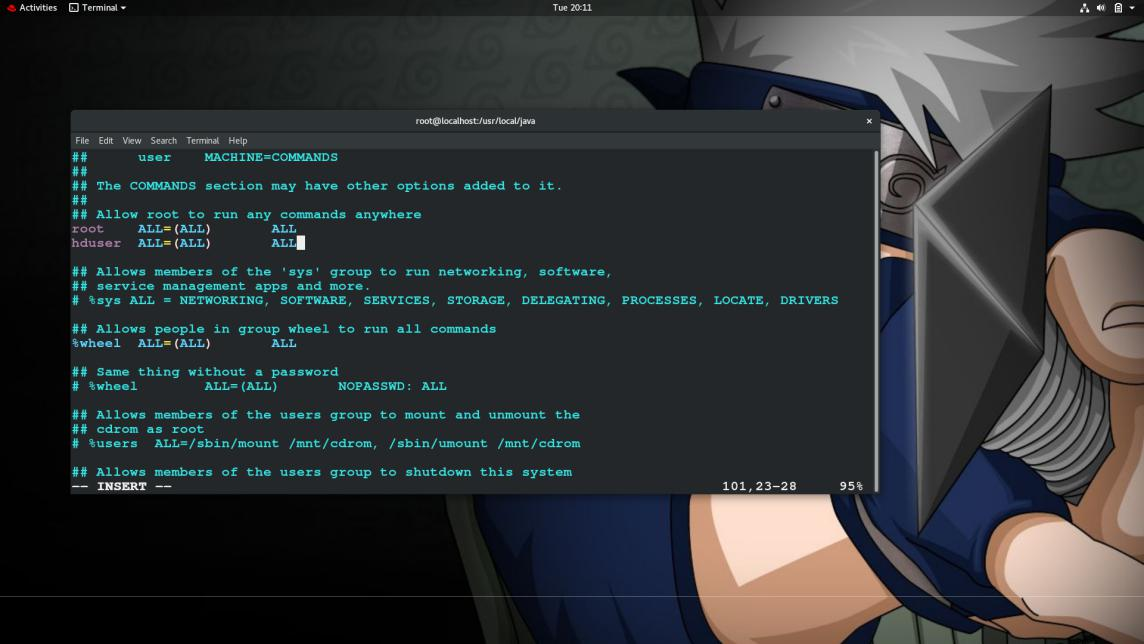 Activities Terminal Tue 20:11
root@localhost:/usr/local/java ×
File Edit View Search Terminal Help
##      user    MACHINE=COMMANDS
##
## The COMMANDS section may have other options added to it.
##
## Allow root to run any commands anywhere
root    ALL=(ALL)       ALL
hduser  ALL=(ALL)       ALL

## Allows members of the 'sys' group to run networking, software,
## service management apps and more.
# %sys ALL = NETWORKING, SOFTWARE, SERVICES, STORAGE, DELEGATING, PROCESSES, LOCATE, DRIVERS

## Allows people in group wheel to run all commands
%wheel  ALL=(ALL)       ALL

## Same thing without a password
# %wheel        ALL=(ALL)       NOPASSWD: ALL

## Allows members of the users group to mount and unmount the
## cdrom as root
# %users  ALL=/sbin/mount /mnt/cdrom, /sbin/umount /mnt/cdrom

## Allows members of the users group to shutdown this system
-- INSERT -- 101,23-28 95%